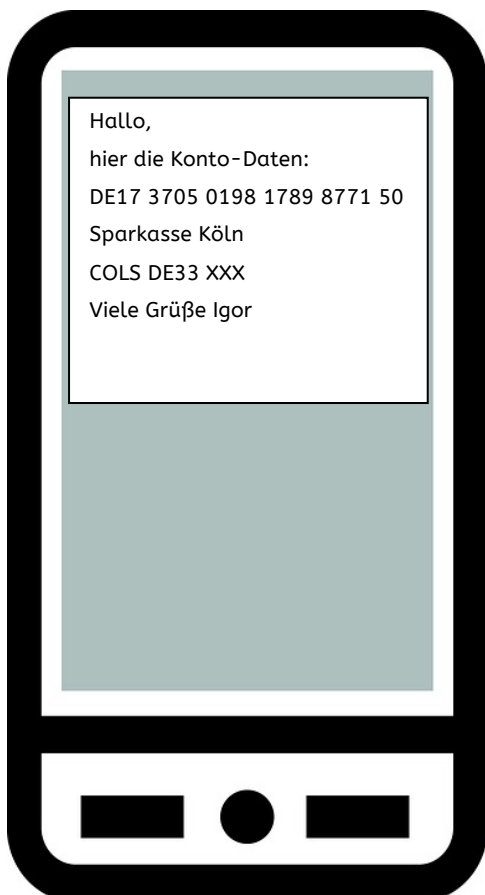 Hallo,
hier die Konto-Daten:
DE17 3705 0198 1789 8771 50
Sparkasse Köln
COLS DE33 XXX
Viele Grüße Igor